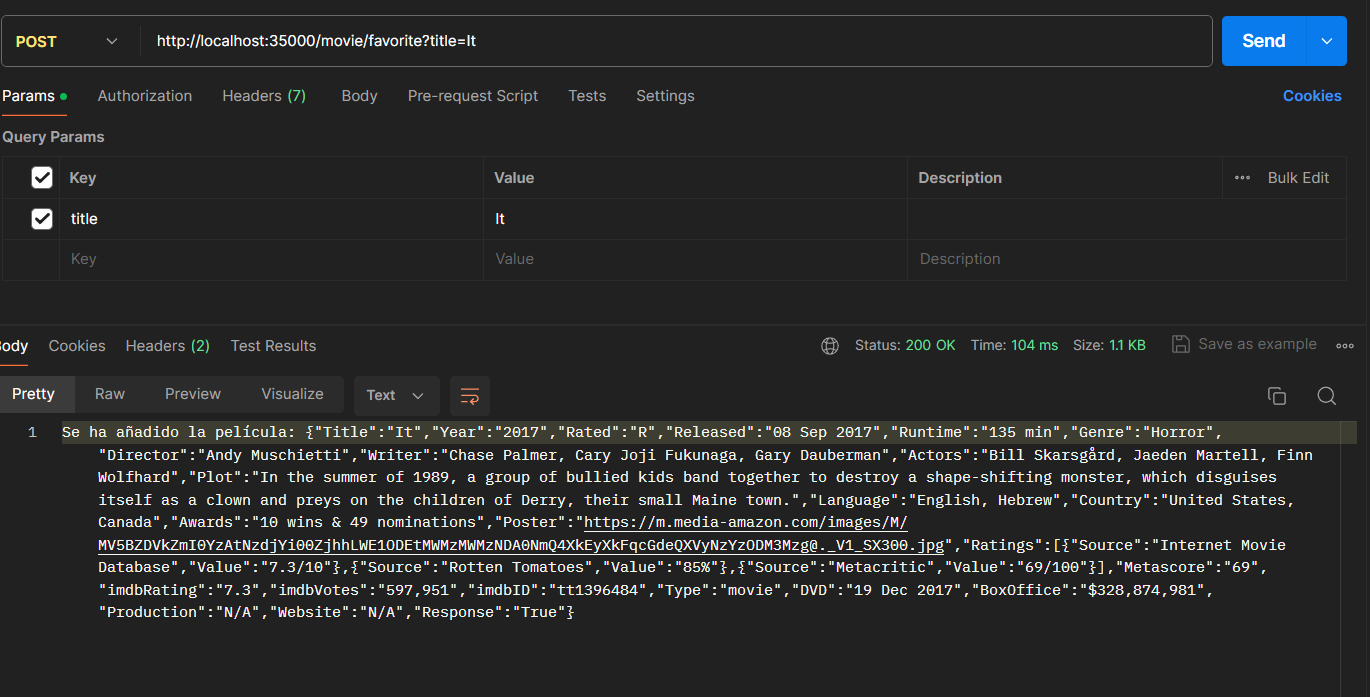 POST
http://localhost:35000/movie/favorite?title=It
Send
Params
Authorization
Headers (7)
Body
Pre-request Script
Tests
Settings
Cookies
Query Params
Key
Value
Description
Bulk Edit
title
It
Key
Value
Description
ody
Cookies
Headers (2)
Test Results
Status: 200 OK
Time: 104 ms
Size: 1.1 KB
Save as example
Pretty
Raw
Preview
Visualize
Text
1
Se ha añadido la película: {"Title":"It","Year":"2017","Rated":"R","Released":"08 Sep 2017","Runtime":"135 min","Genre":"Horror",
"Director":"Andy Muschietti","Writer":"Chase Palmer, Cary Joji Fukunaga, Gary Dauberman","Actors":"Bill Skarsgård, Jaeden Martell, Finn
Wolfhard","Plot":"In the summer of 1989, a group of bullied kids band together to destroy a shape-shifting monster, which disguises
itself as a clown and preys on the children of Derry, their small Maine town.","Language":"English, Hebrew","Country":"United States,
Canada","Awards":"10 wins & 49 nominations","Poster":"https://m.media-amazon.com/images/M/
MV5BZDVkZmI0YzAtNzdjYi00ZjhhLWE1ODEtMWMzMWMzNDA0NmQ4XkEyXkFqcGdeQXVyNzYzODM3Mzg@._V1_SX300.jpg","Ratings":[{"Source":"Internet Movie
Database","Value":"7.3/10"},{"Source":"Rotten Tomatoes","Value":"85%"},{"Source":"Metacritic","Value":"69/100"}],"Metascore":"69",
"imdbRating":"7.3","imdbVotes":"597,951","imdbID":"tt1396484","Type":"movie","DVD":"19 Dec 2017","BoxOffice":"$328,874,981",
"Production":"N/A","Website":"N/A","Response":"True"}